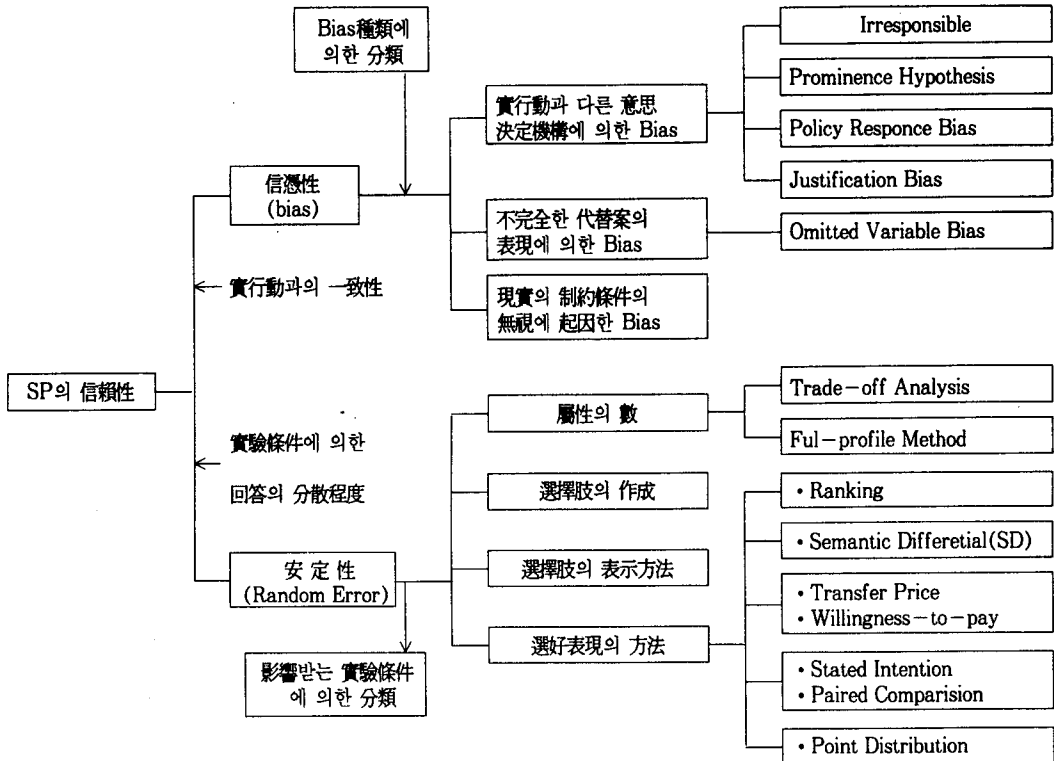 Bias種類에
의한 分類
Irresponsible
Prominence Hypothesis
實行動과 다른 意思
決定機構에 의한 Bias
Policy Responce Bias
Justification Bias
信憑性
(bias)
不完全한 代替案의
表現에 의한 Bias
Omitted Variable Bias
實行動과의 一致性
現實의 制約條件의
無視에 起因한 Bias
SP의 信賴性
屬性의 數
Trade-off Analysis
Ful-profile Method
實驗條件에 의한
回答의 分散程度
選擇肢의 作成
• Ranking
• Semantic Differetial(SD)
安定性
(Random Error)
選擇肢의 表示方法
• Transfer Price
• Willingness-to-pay
選好表現의 方法
影響받는 實驗條件
에 의한 分類
• Stated Intention
• Paired Comparision
• Point Distribution